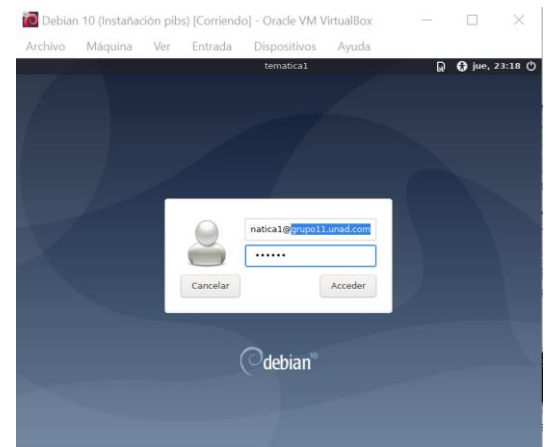 Debian 10 (Instañación pibs) [Corriendo] - Oracle VM VirtualBox
Archivo Máquina Ver Entrada Dispositivos Ayuda
tematica1 jue, 23:18
natica1@grupo11.unad.com
••••••
Cancelar Acceder
debian 10